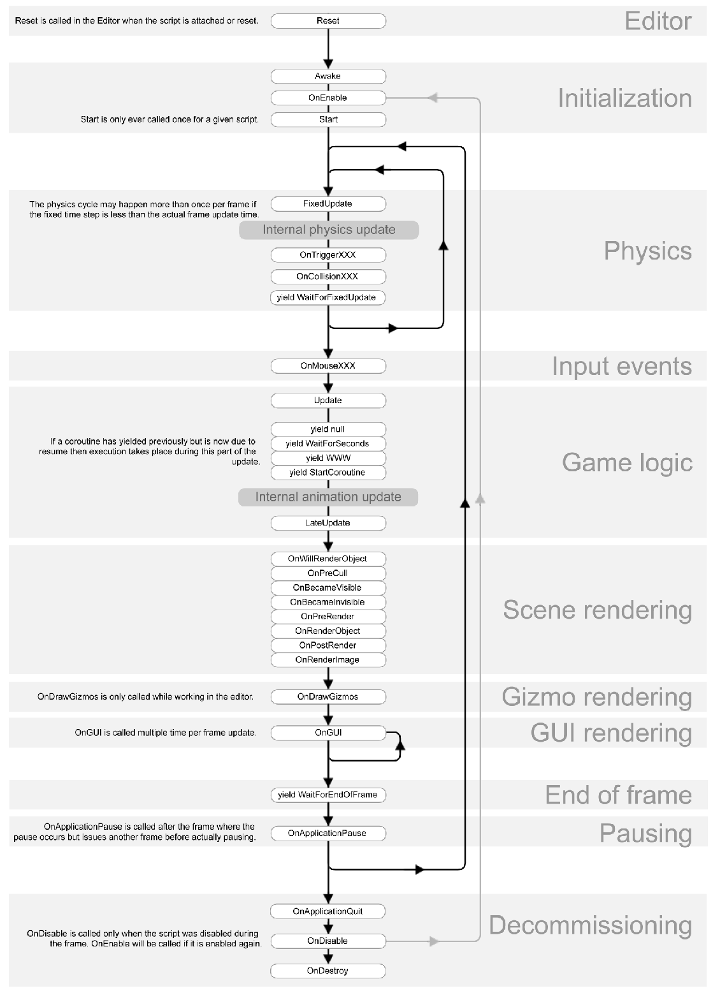 Reset is called in the Editor when the script is attached or reset.
Reset
Editor
Awake
OnEnable
Initialization
Start is only ever called once for a given script.
Start
The physics cycle may happen more than once per frame if
the fixed time step is less than the actual frame update time.
FixedUpdate
Internal physics update
OnTriggerXXX
Physics
OnCollisionXXX
yield WaitForFixedUpdate
OnMouseXXX
Input events
Update
yield null
If a coroutine has yielded previously but is now due to
resume then execution takes place during this part of the
update.
yield WaitForSeconds
yield WWW
yield StartCoroutine
Game logic
Internal animation update
LateUpdate
OnWillRenderObject
OnPreCull
OnBecameVisible
OnBecameInvisible
OnPreRender
OnRenderObject
OnPostRender
OnRenderImage
Scene rendering
OnDrawGizmos is only called while working in the editor.
OnDrawGizmos
Gizmo rendering
OnGUI is called multiple time per frame update.
OnGUI
GUI rendering
yield WaitForEndOfFrame
End of frame
OnApplicationPause is called after the frame where the
pause occurs but issues another frame before actually pausing.
OnApplicationPause
Pausing
OnApplicationQuit
Decommissioning
OnDisable is called only when the script was disabled during
the frame. OnEnable will be called if it is enabled again.
OnDisable
OnDestroy